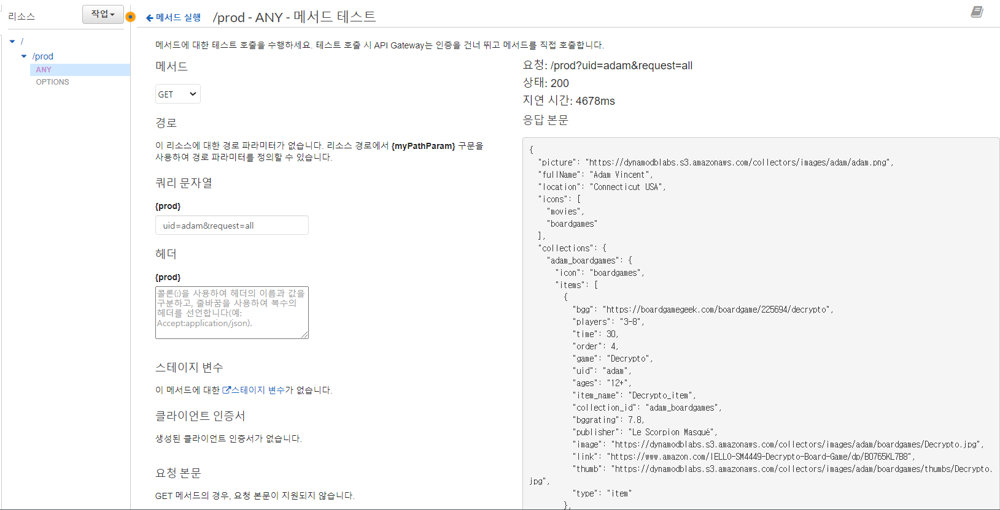 리소스
작업
/
/prod
ANY
OPTIONS
메서드 실행
/prod - ANY - 메서드 테스트
메서드에 대한 테스트 호출을 수행하세요. 테스트 호출 시 API Gateway는 인증을 건너 뛰고 메서드를 직접 호출합니다.
메서드
GET
경로
이 리소스에 대한 경로 파라미터가 없습니다. 리소스 경로에서 {myPathParam} 구문을
사용하여 경로 파라미터를 정의할 수 있습니다.
쿼리 문자열
{prod}
uid=adam&request=all
헤더
{prod}
콜론(:)을 사용하여 헤더의 이름과 값을
구분하고, 줄바꿈을 사용하여 복수의
헤더를 선언합니다(예:
Accept:application/json).
스테이지 변수
이 메서드에 대한 스테이지 변수가 없습니다.
클라이언트 인증서
생성된 클라이언트 인증서가 없습니다.
요청 본문
GET 메서드의 경우, 요청 본문이 지원되지 않습니다.
요청: /prod?uid=adam&request=all
상태: 200
지연 시간: 4678ms
응답 본문
{
"picture": "https://dynamodblabs.s3.amazonaws.com/collectors/images/adam/adam.png",
"fullName": "Adam Vincent",
"location": "Connecticut USA",
"icons": [
"movies",
"boardgames"
],
"collections": {
"adam_boardgames": {
"icon": "boardgames",
"items": [
{
"bgg": "https://boardgamegeek.com/boardgame/225694/decrypto",
"players": "3-8",
"time": 30,
"order": 4,
"game": "Decrypto",
"uid": "adam",
"ages": "12+",
"item_name": "Decrypto_item",
"collection_id": "adam_boardgames",
"bggrating": 7.8,
"publisher": "Le Scorpion Masqué",
"image": "https://dynamodblabs.s3.amazonaws.com/collectors/images/adam/boardgames/Decrypto.jpg",
"link": "https://www.amazon.com/IELLO-SM4449-Decrypto-Board-Game/dp/B0765KL7B8",
"thumb": "https://dynamodblabs.s3.amazonaws.com/collectors/images/adam/boardgames/thumbs/Decrypto.
jpg",
"type": "item"
},